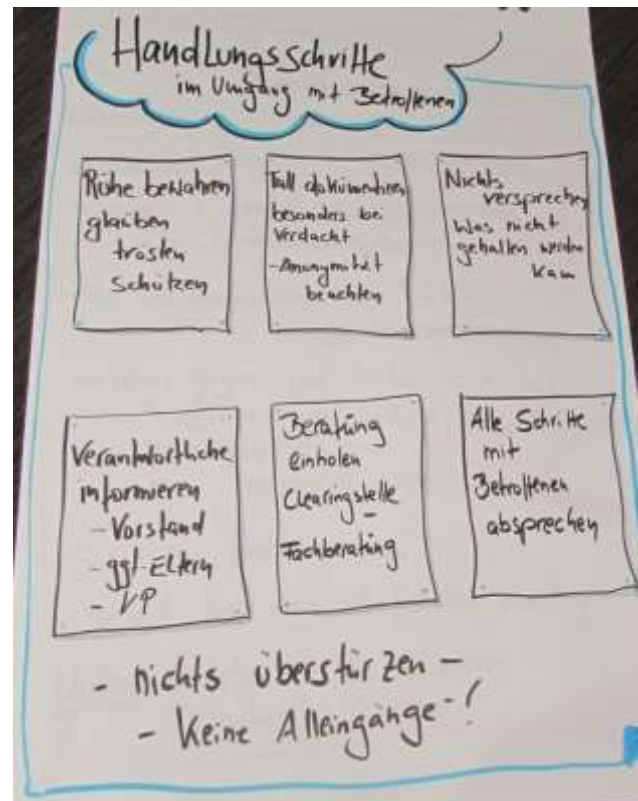 Handlungsschritte
im Umgang mit Betroffenen
Ruhe bewahren
glauben
trösten
schützen
Fall dokumentieren
besonders bei
Verdacht
- Anonymität
beachten
Nichts
versprechen
was nicht
gehalten werden
kann
Verantwortliche
informieren
- Vorstand
- ggf. Eltern
- VP
Beratung
einholen
Clearingstelle
-
Fachberatung
Alle Schritte
mit
Betroffenen
absprechen
- nichts überstürzen -
- Keine Alleingänge - !